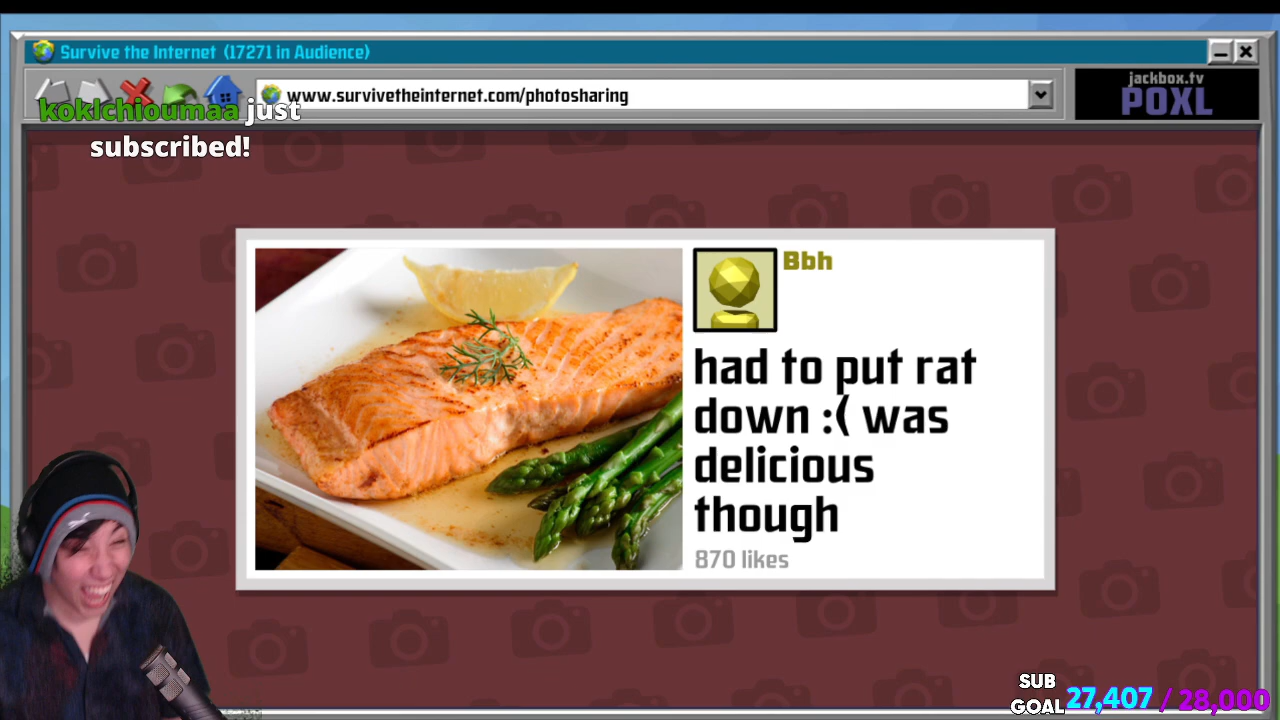 Survive the Internet (17271 in Audience)
www.survivetheinternet.com/photosharing
jackbox.tv
POXL
kokichioumaa just
subscribed!
Bbh
had to put rat
down :( was
delicious
though
870 likes
SUB
GOAL 27,407 / 28,000